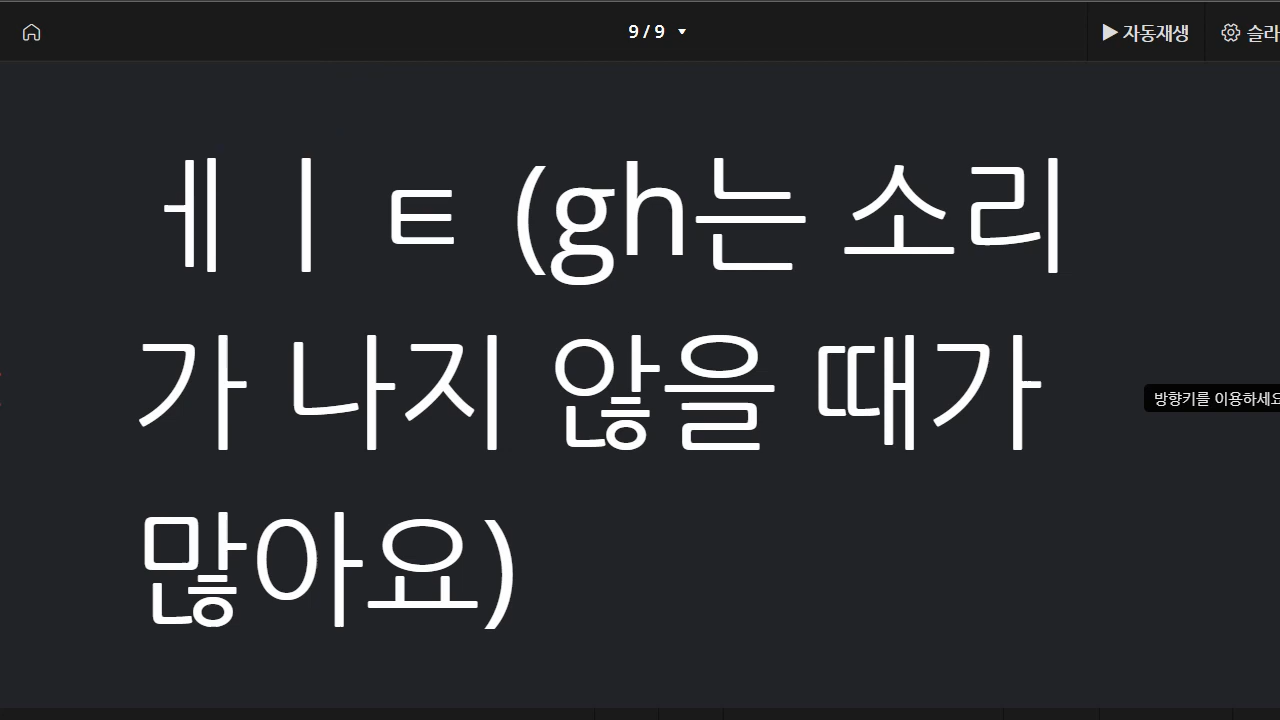 9 / 9
▶ 자동재생
슬라
ㅔㅣㅌ (gh는 소리
가 나지 않을 때가
많아요)
방향키를 이용하세요